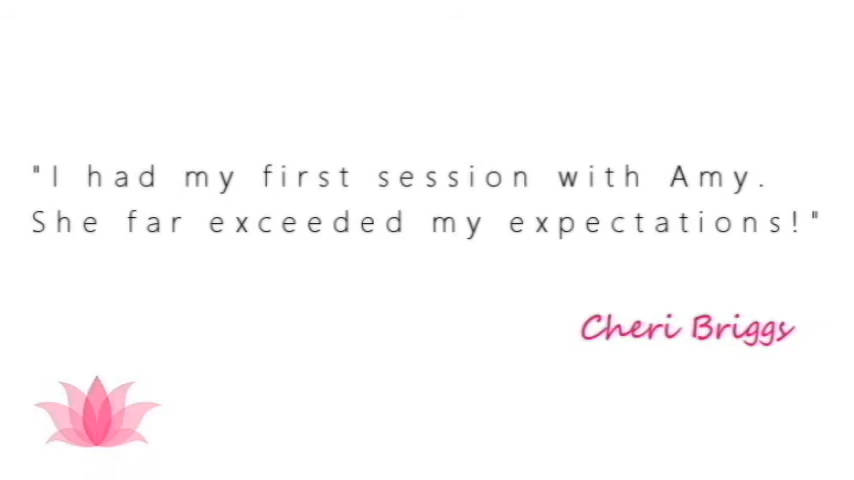 "I had my first session with Amy.
She far exceeded my expectations!"
Cheri Briggs